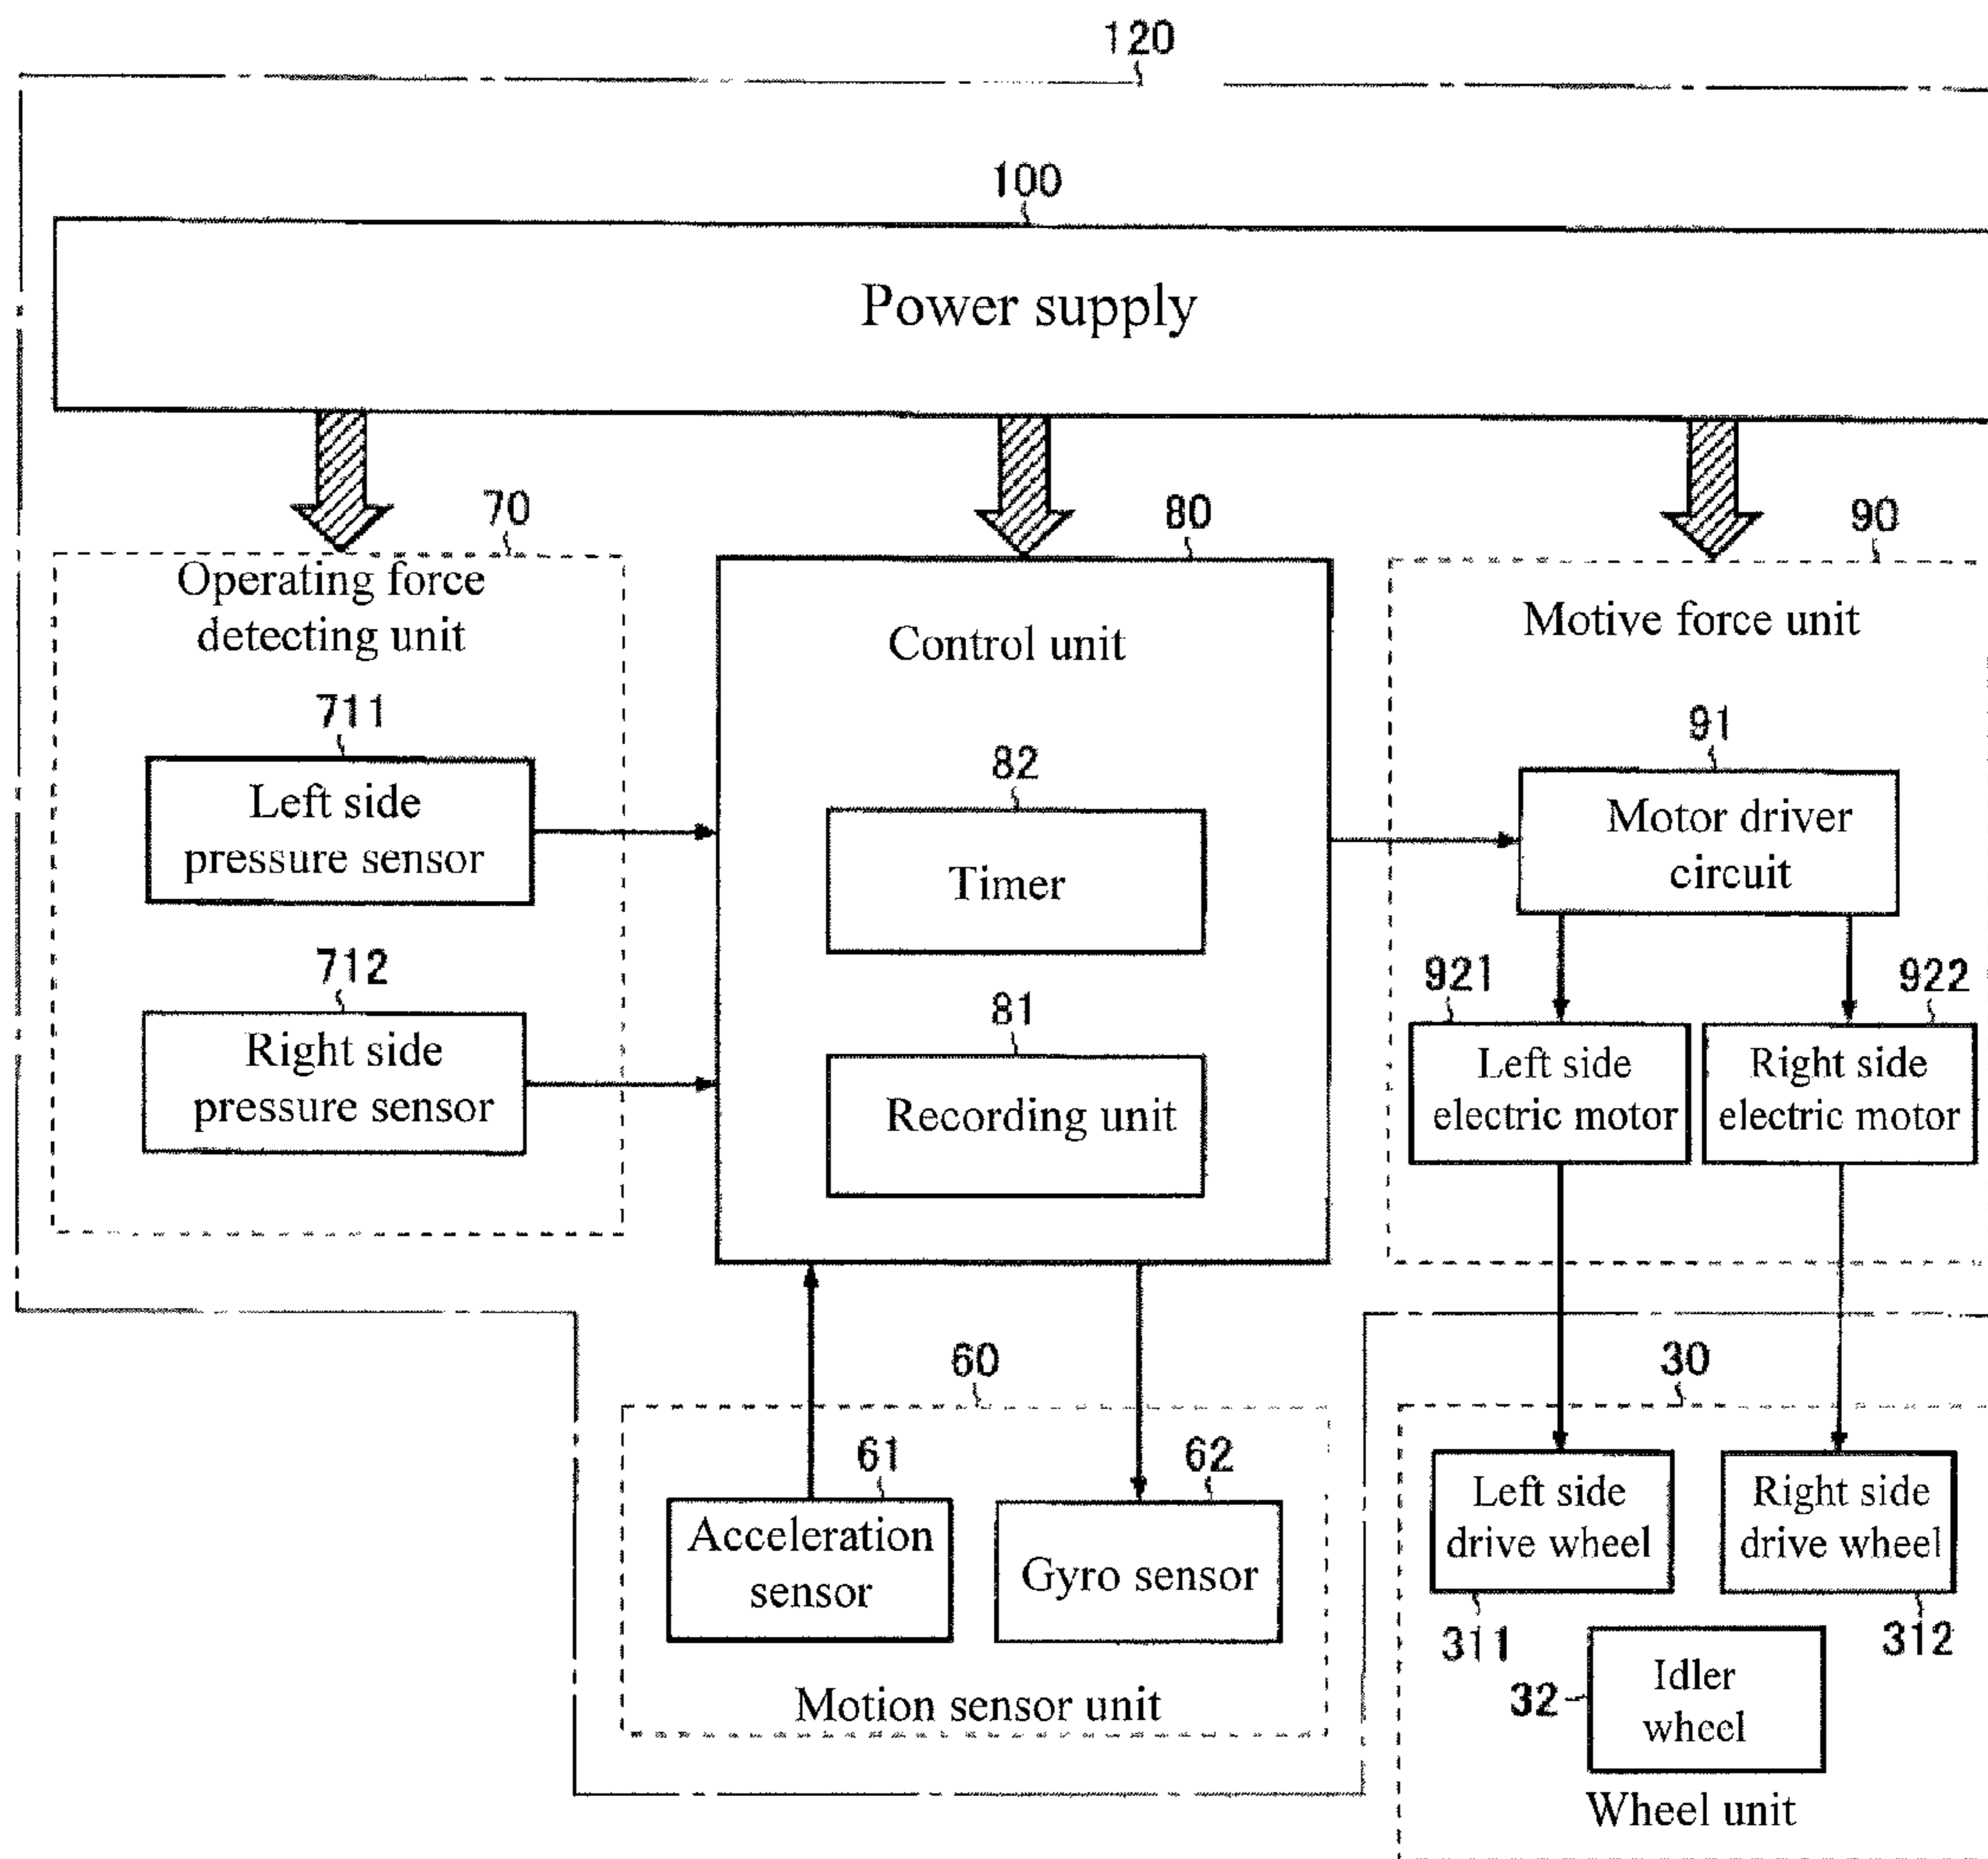 120
100
Power supply
70
80
90
Operating force
detecting unit
Control unit
Motive force unit
711
Left side
pressure sensor
82
Timer
91
Motor driver
circuit
712
Right side
pressure sensor
81
Recording unit
921
922
Left side
electric motor
Right side
electric motor
60
30
61
Acceleration
sensor
62
Gyro sensor
Motion sensor unit
Left side
drive wheel
Right side
drive wheel
311
312
32
Idler
wheel
Wheel unit